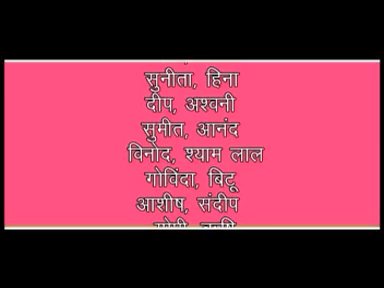 सुनीता, हिना
दीप, अश्वनी
सुमीत, आनंद
विनोद, श्याम लाल
गोविंदा, बिटू
आशीष, संदीप